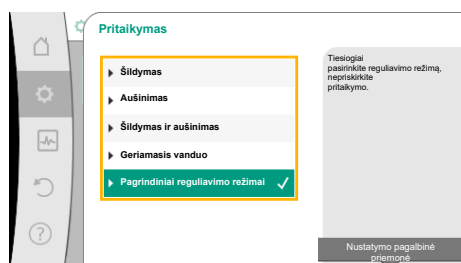 Pritaikymas
Šildymas
Aušinimas
Šildymas ir aušinimas
Geriamasis vanduo
Pagrindiniai reguliavimo režimai
Tiesiogiai
pasirinkite reguliavimo režimą,
nepriskirkite
pritaikymo.
Nustatymo pagalbinė
priemonė